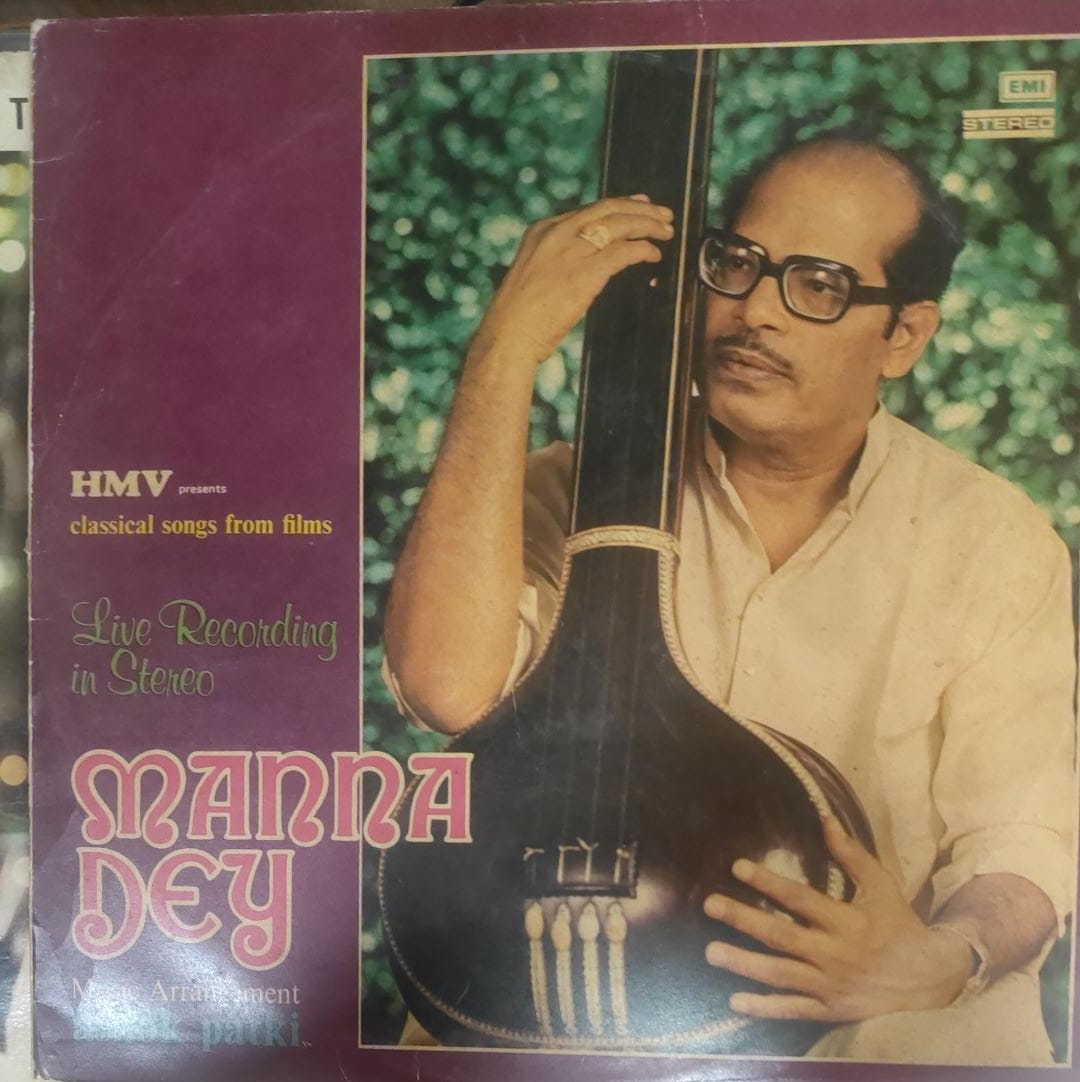 T
EMI
STEREO
HMV presents
classical songs from films
Live Recording
in Stereo
MANNA
DEY
Music Arrangement
patki